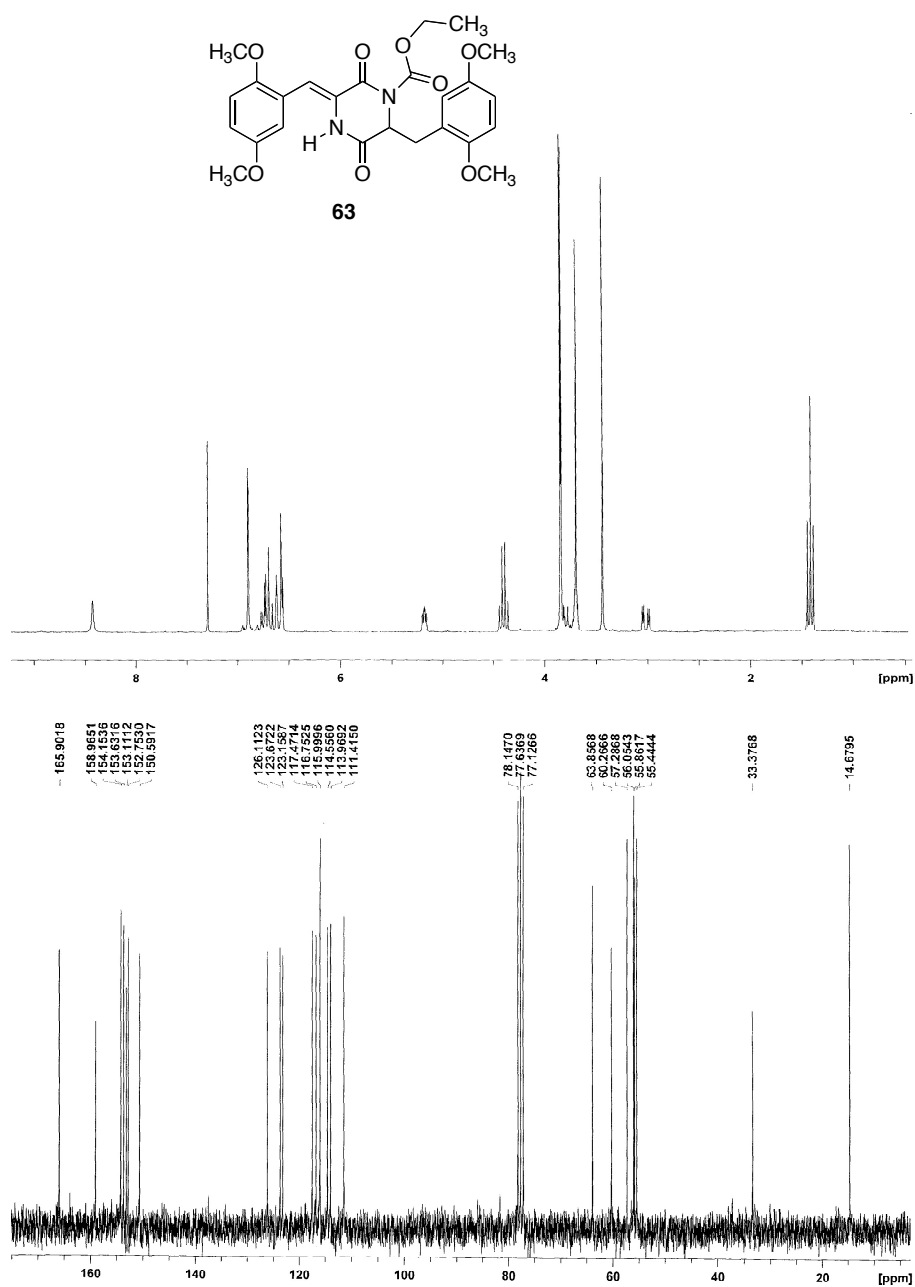 CH3
O
H3CO
O
OCH3
N
O
N
H
H3CO
O
OCH3
63
8
6
4
2
[ppm]
165.9018
158.9651
154.1536
153.6316
153.1112
152.7530
150.5917
126.1123
123.6722
123.1587
117.4714
116.7525
115.9996
114.5560
113.9692
111.4150
78.1470
77.6369
77.1266
63.8568
60.2666
57.2868
56.0543
55.8617
55.4444
33.3768
14.6795
160
140
120
100
80
60
40
20
[ppm]